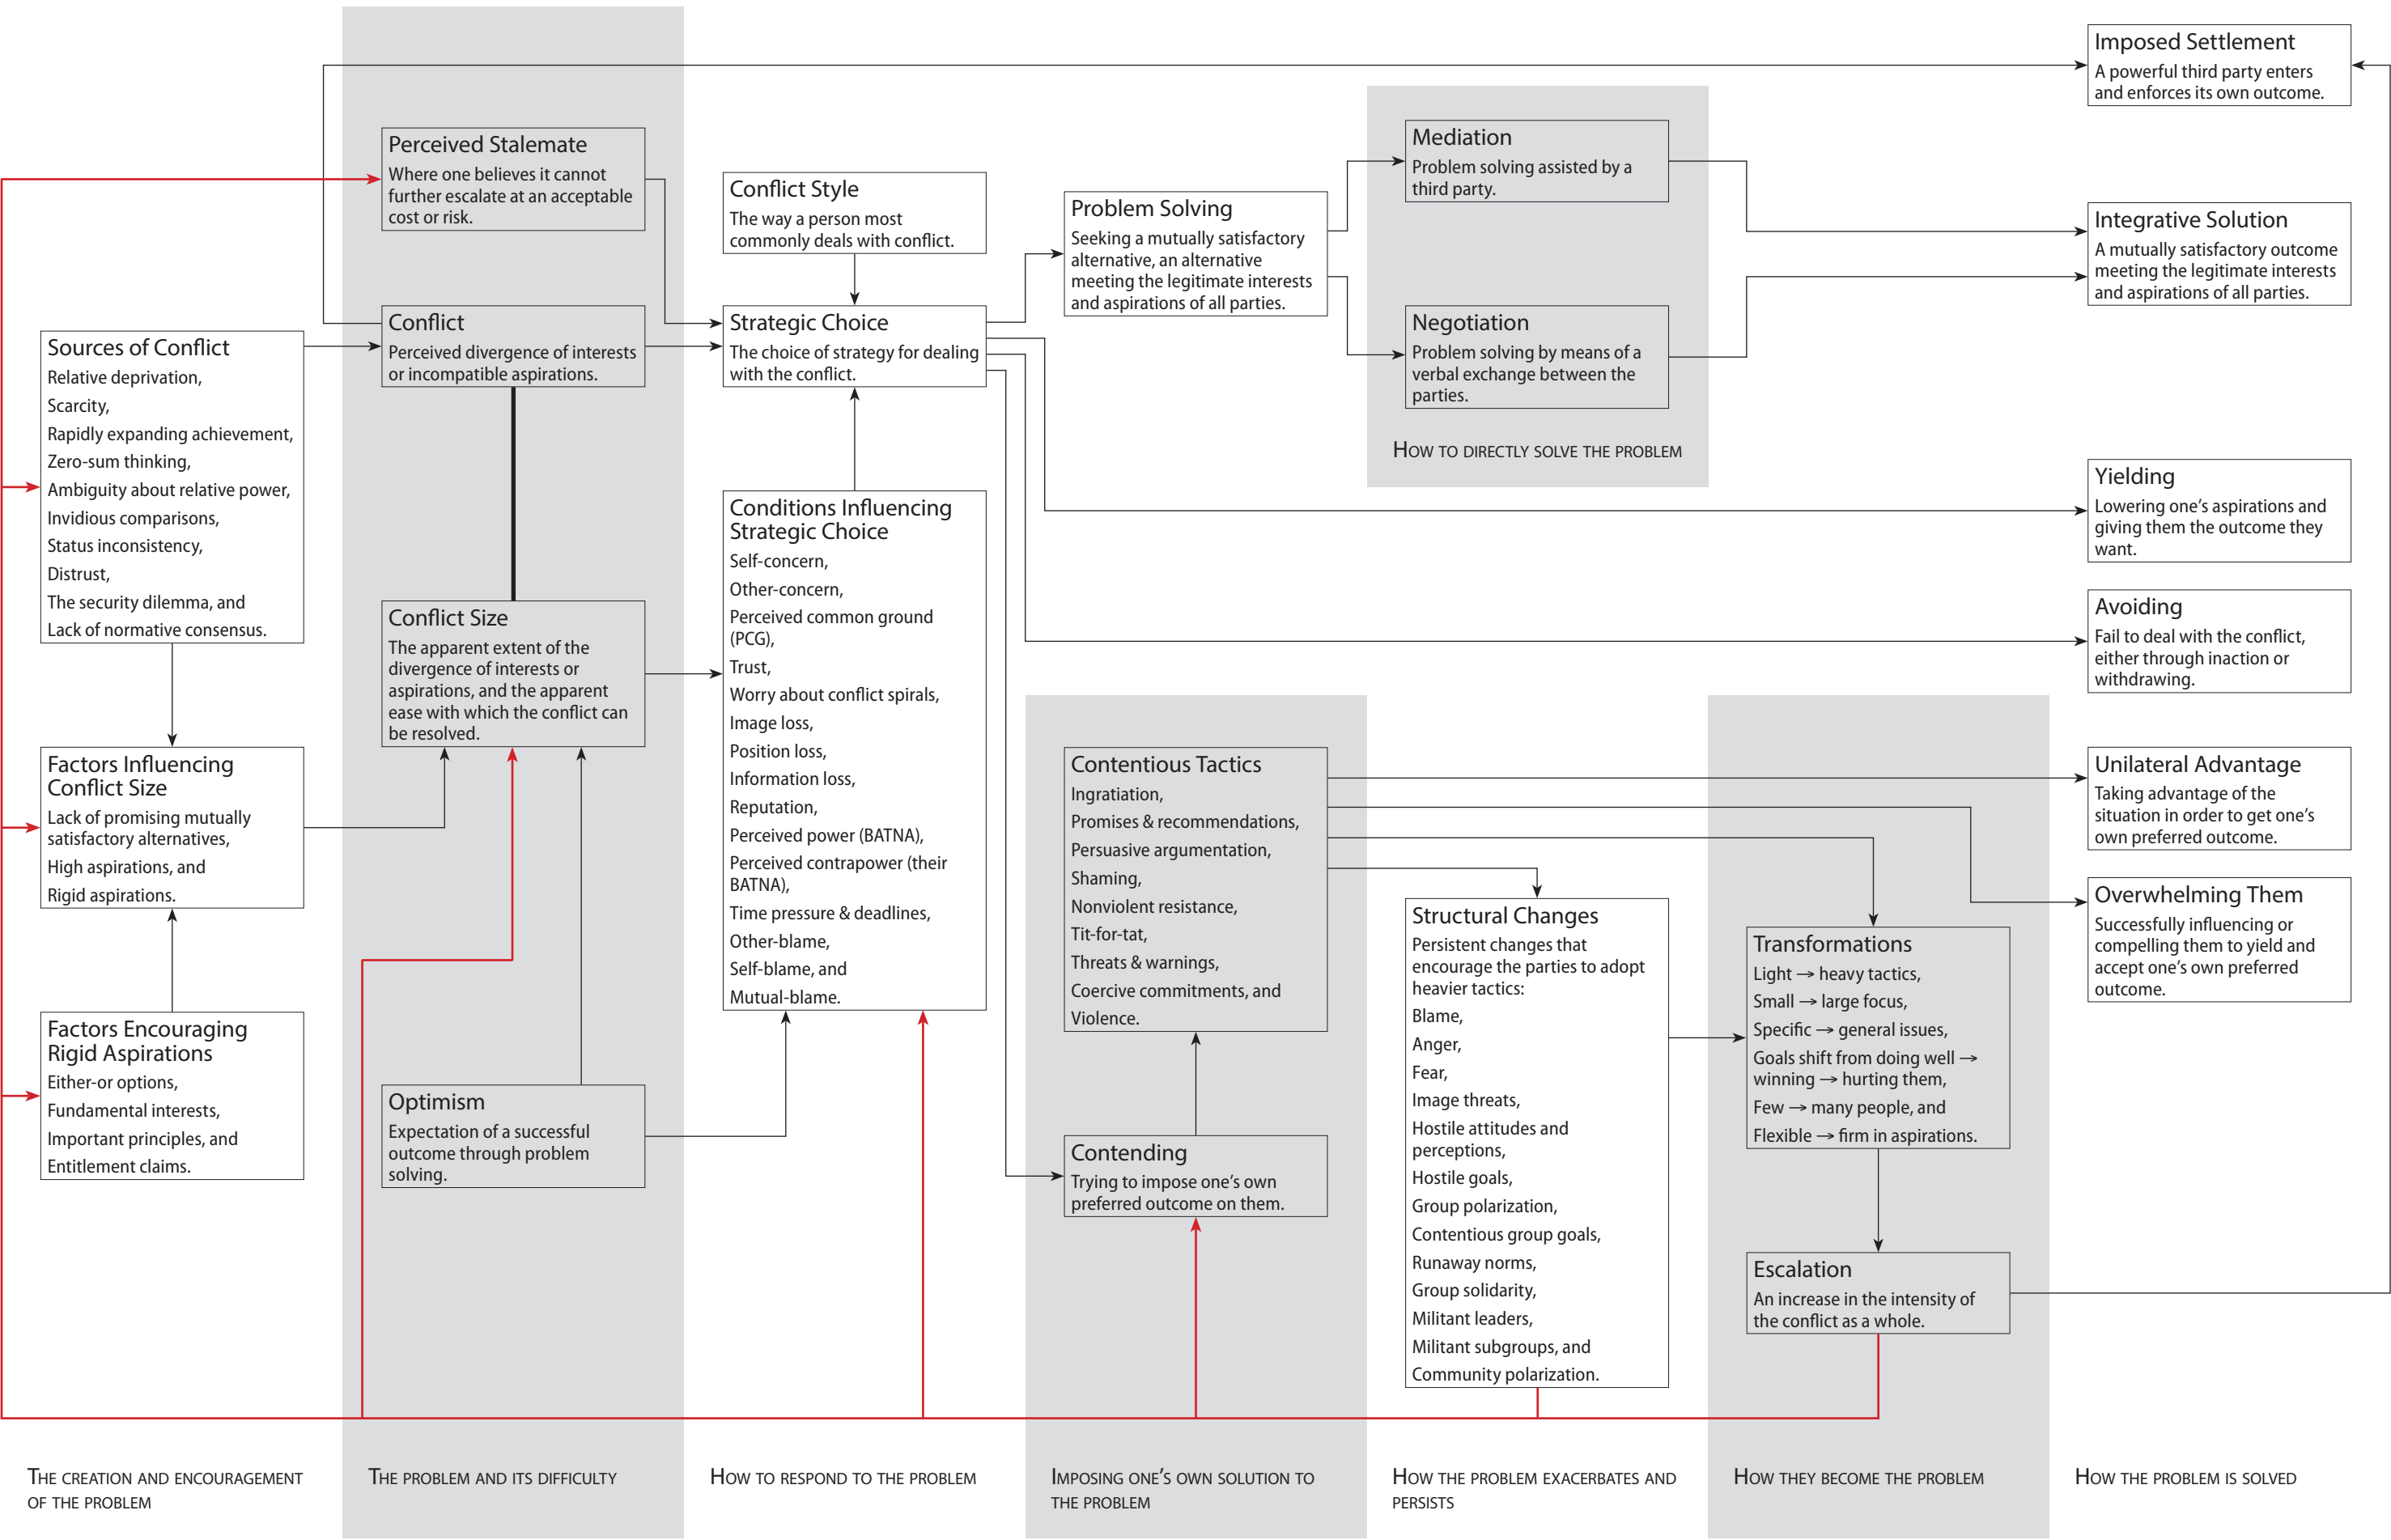 Imposed Settlement
A powerful third party enters
and enforces its own outcome.
Perceived Stalemate
Where one believes it cannot
further escalate at an acceptable
cost or risk.
Conflict Style
The way a person most
commonly deals with conflict.
Problem Solving
Seeking a mutually satisfactory
alternative, an alternative
meeting the legitimate interests
and aspirations of all parties.
Mediation
Problem solving assisted by a
third party.
Integrative Solution
A mutually satisfactory outcome
meeting the legitimate interests
and aspirations of all parties.
Sources of Conflict
Relative deprivation,
Scarcity,
Rapidly expanding achievement,
Zero-sum thinking,
Ambiguity about relative power,
Invidious comparisons,
Status inconsistency,
Distrust,
The security dilemma, and
Lack of normative consensus.
Conflict
Perceived divergence of interests
or incompatible aspirations.
Strategic Choice
The choice of strategy for dealing
with the conflict.
Negotiation
Problem solving by means of a
verbal exchange between the
parties.
How to directly solve the problem
Yielding
Lowering one's aspirations and
giving them the outcome they
want.
Avoiding
Fail to deal with the conflict,
either through inaction or
withdrawing.
Conflict Size
The apparent extent of the
divergence of interests or
aspirations, and the apparent
ease with which the conflict can
be resolved.
Conditions Influencing
Strategic Choice
Self-concern,
Other-concern,
Perceived common ground
(PCG),
Trust,
Worry about conflict spirals,
Image loss,
Position loss,
Information loss,
Reputation,
Perceived power (BATNA),
Perceived contrapower (their
BATNA),
Time pressure & deadlines,
Other-blame,
Self-blame, and
Mutual-blame.
Factors Influencing
Conflict Size
Lack of promising mutually
satisfactory alternatives,
High aspirations, and
Rigid aspirations.
Factors Encouraging
Rigid Aspirations
Either-or options,
Fundamental interests,
Important principles, and
Entitlement claims.
Optimism
Expectation of a successful
outcome through problem
solving.
Contentious Tactics
Ingratiation,
Promises & recommendations,
Persuasive argumentation,
Shaming,
Nonviolent resistance,
Tit-for-tat,
Threats & warnings,
Coercive commitments, and
Violence.
Contending
Trying to impose one's own
preferred outcome on them.
Structural Changes
Persistent changes that
encourage the parties to adopt
heavier tactics:
Blame,
Anger,
Fear,
Image threats,
Hostile attitudes and
perceptions,
Hostile goals,
Group polarization,
Contentious group goals,
Runaway norms,
Group solidarity,
Militant leaders,
Militant subgroups, and
Community polarization.
Transformations
Light → heavy tactics,
Small → large focus,
Specific → general issues,
Goals shift from doing well →
winning → hurting them,
Few → many people, and
Flexible → firm in aspirations.
Escalation
An increase in the intensity of
the conflict as a whole.
Unilateral Advantage
Taking advantage of the
situation in order to get one's
own preferred outcome.
Overwhelming Them
Successfully influencing or
compelling them to yield and
accept one's own preferred
outcome.
The creation and encouragement
of the problem
The problem and its difficulty
How to respond to the problem
Imposing one's own solution to
the problem
How the problem exacerbates and
persists
How they become the problem
How the problem is solved